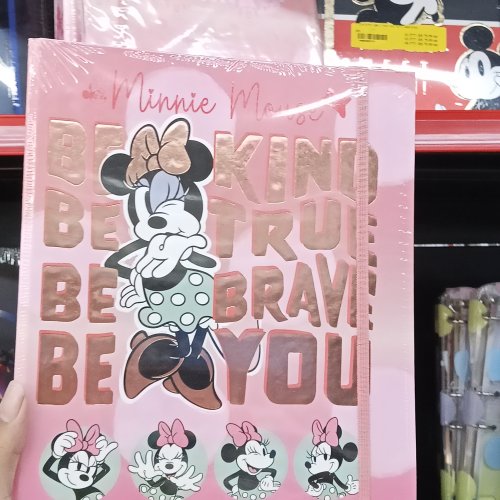 Minnie Mouse
BE KIND
BE TRUE
BE BRAVE
BE YOU